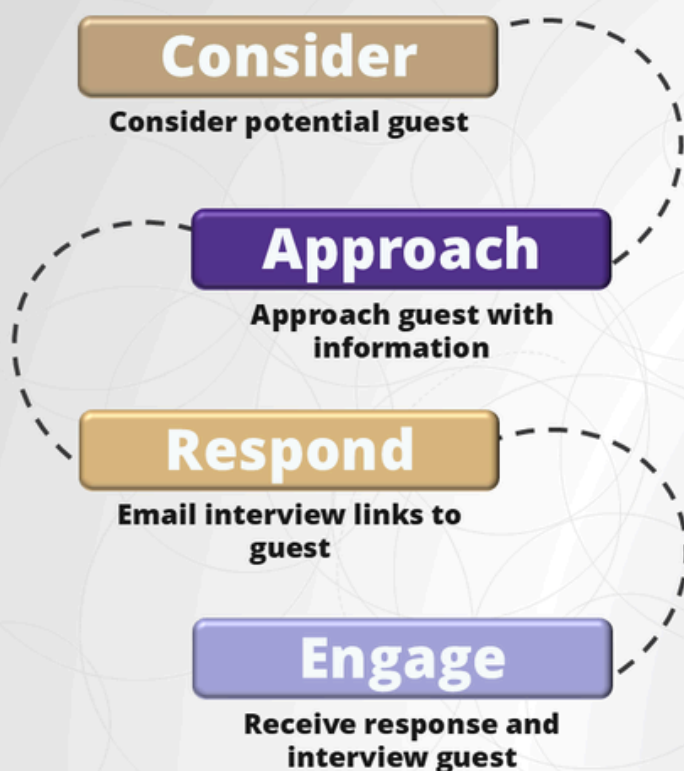 Consider
Consider potential guest
Approach
Approach guest with
information
Respond
Email interview links to
guest
Engage
Receive response and
interview guest